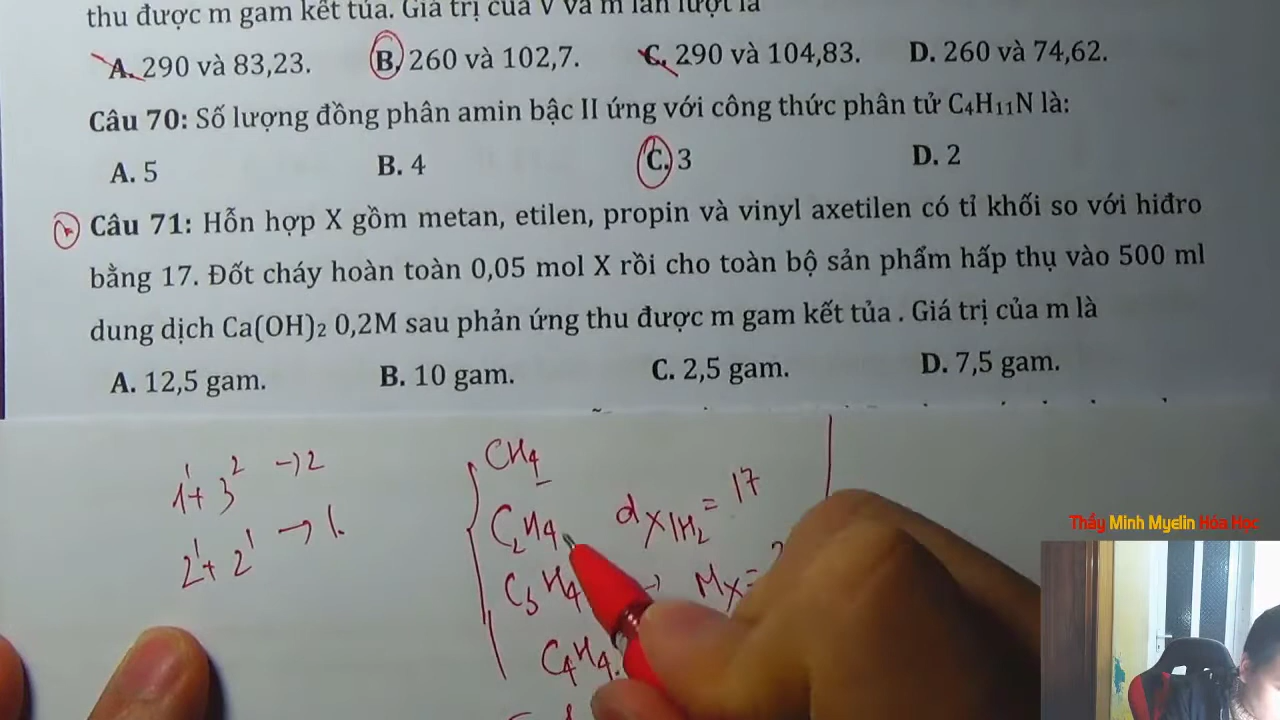 thu được m gam kết tủa. Giá trị của V và m lần lượt là
A. 290 và 83,23. B. 260 và 102,7. C. 290 và 104,83. D. 260 và 74,62.
Câu 70: Số lượng đồng phân amin bậc II ứng với công thức phân tử C₄H₁₁N là:
A. 5 B. 4 C. 3 D. 2
Câu 71: Hỗn hợp X gồm metan, etilen, propin và vinyl axetilen có tỉ khối so với hiđro
bằng 17. Đốt cháy hoàn toàn 0,05 mol X rồi cho toàn bộ sản phẩm hấp thụ vào 500 ml
dung dịch Ca(OH)₂ 0,2M sau phản ứng thu được m gam kết tủa . Giá trị của m là
A. 12,5 gam. B. 10 gam. C. 2,5 gam. D. 7,5 gam.
1¹ + 3² → 2
2¹ + 2¹ → 1.
CH₄
C₂H₄ d X/H₂ = 17
C₃H₄ → Mx =
C₄H₄
Thầy Minh Myelin Hóa Học